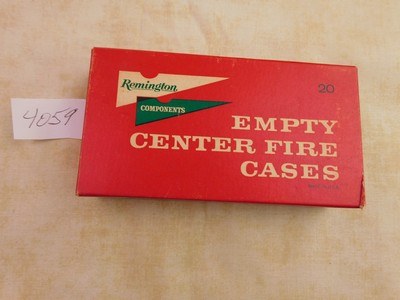 4059
Remington
COMPONENTS
20
EMPTY
CENTER FIRE
CASES